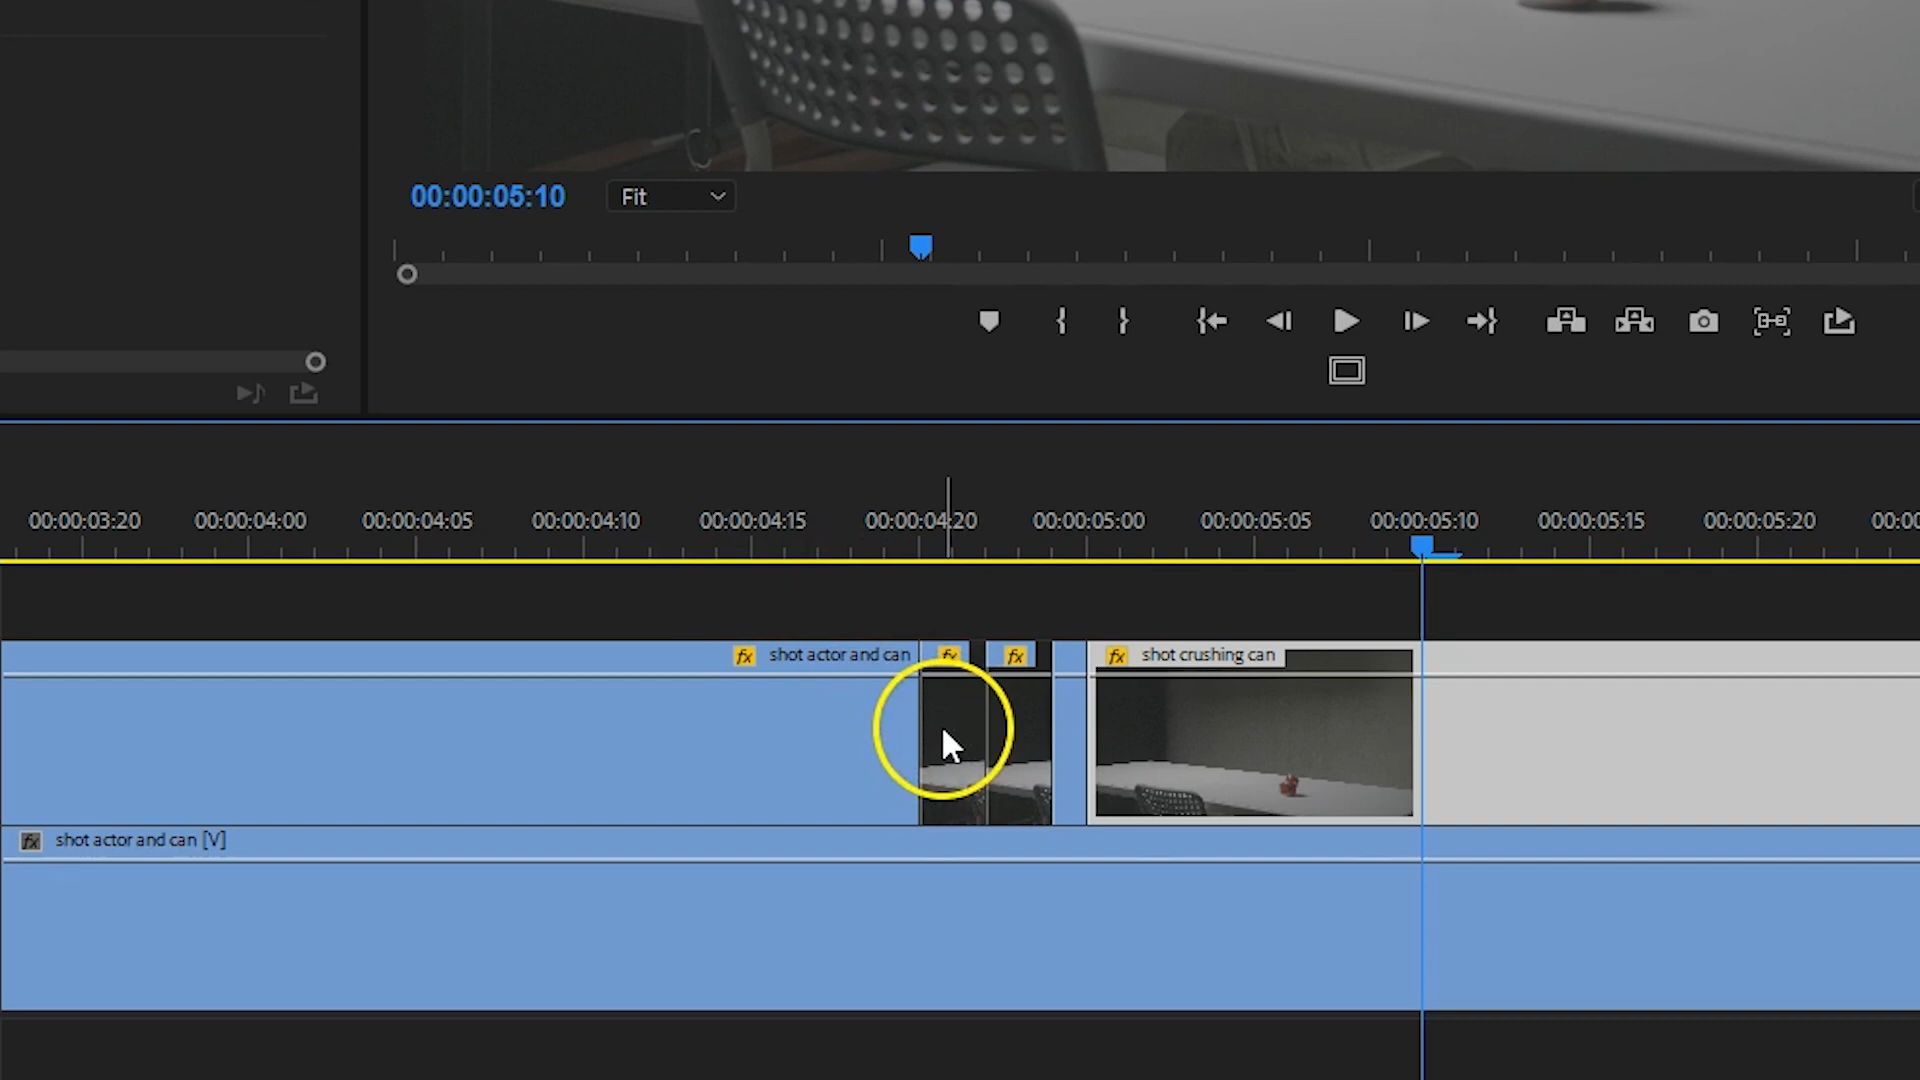 00:00:05:10 Fit
00:00:03:20 00:00:04:00 00:00:04:05 00:00:04:10 00:00:04:15 00:00:04:20 00:00:05:00 00:00:05:05 00:00:05:10 00:00:05:15 00:00:05:20 00:00
fx shot actor and can fx fx fx shot crushing can
fx shot actor and can [V]